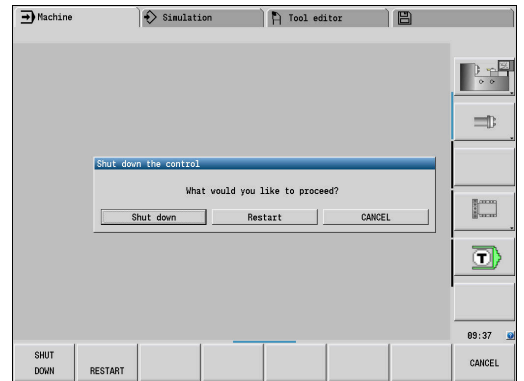 Machine
Simulation
Tool editor
Shut down the control
What would you like to proceed?
Shut down
Restart
CANCEL
T
09:37
SHUT
DOWN
RESTART
CANCEL